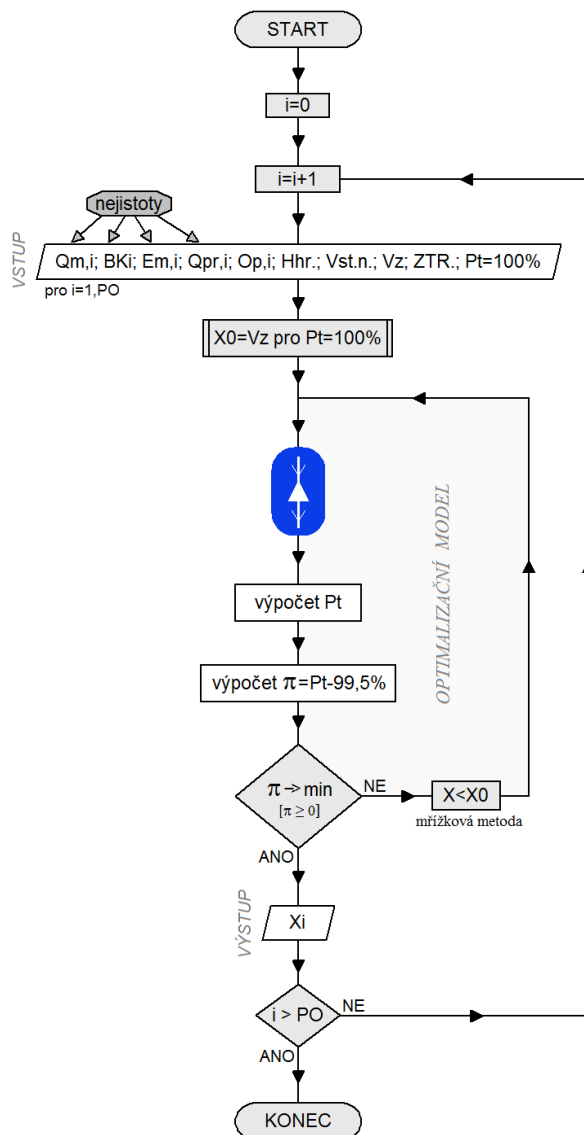 START
i=0
i=i+1
nejistoty
VSTUP
Qm,i; BKi; Em,i; Qpr,i; Op,i; Hhr.; Vst.n.; Vz; ZTR.; Pt=100%
pro i=1,PO
X0=Vz pro Pt=100%
OPTIMALIZAČNÍ MODEL
výpočet Pt
výpočet π=Pt-99,5%
π → min
[π ≥ 0]
NE
X<X0
mřížková metoda
ANO
VÝSTUP
Xi
i > PO
NE
ANO
KONEC